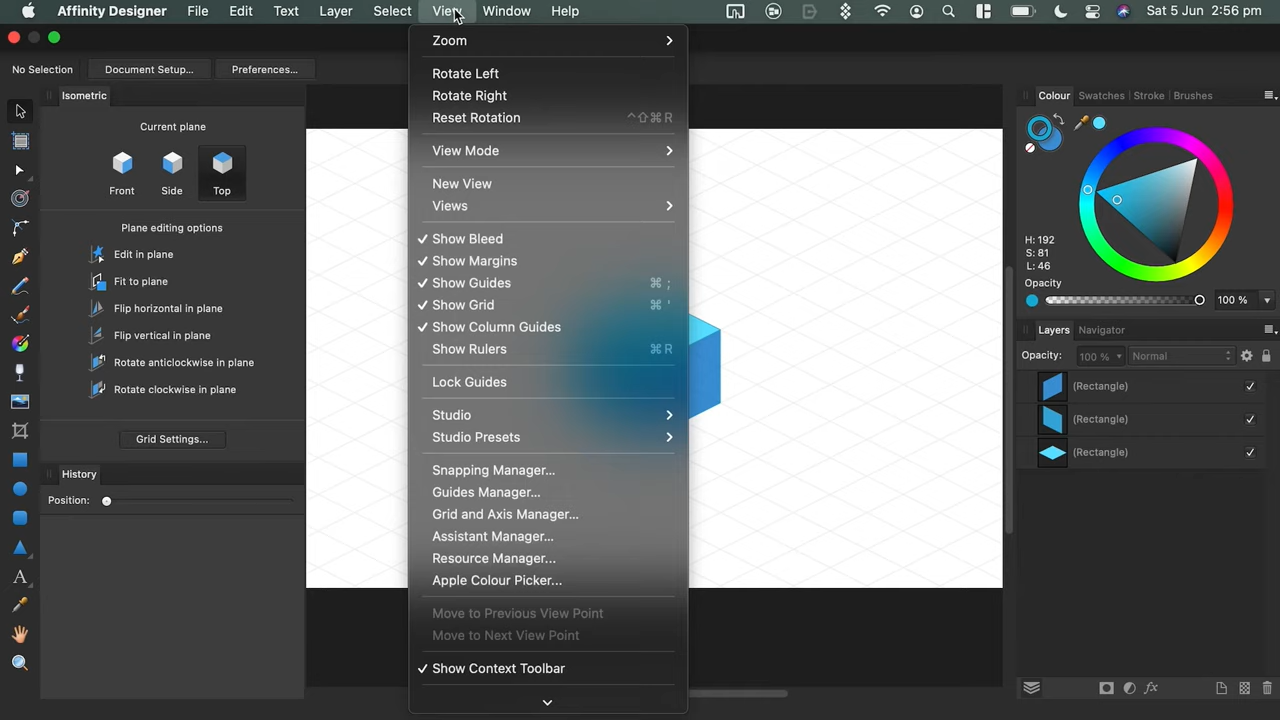 Affinity Designer File Edit Text Layer Select View Window Help Sat 5 Jun 2:56 pm
No Selection Document Setup... Preferences...
Isometric
Current plane
Front Side Top
Plane editing options
Edit in plane
Fit to plane
Flip horizontal in plane
Flip vertical in plane
Rotate anticlockwise in plane
Rotate clockwise in plane
Grid Settings...
History
Position:
Zoom
Rotate Left
Rotate Right
Reset Rotation ^⇧⌘R
View Mode
New View
Views
✓ Show Bleed
✓ Show Margins
✓ Show Guides ⌘;
✓ Show Grid ⌘'
✓ Show Column Guides
Show Rulers ⌘R
Lock Guides
Studio
Studio Presets
Snapping Manager...
Guides Manager...
Grid and Axis Manager...
Assistant Manager...
Resource Manager...
Apple Colour Picker...
Move to Previous View Point
Move to Next View Point
✓ Show Context Toolbar
Colour Swatches Stroke Brushes
H: 192
S: 81
L: 46
Opacity
100 %
Layers Navigator
Opacity: 100 % Normal
(Rectangle)
(Rectangle)
(Rectangle)